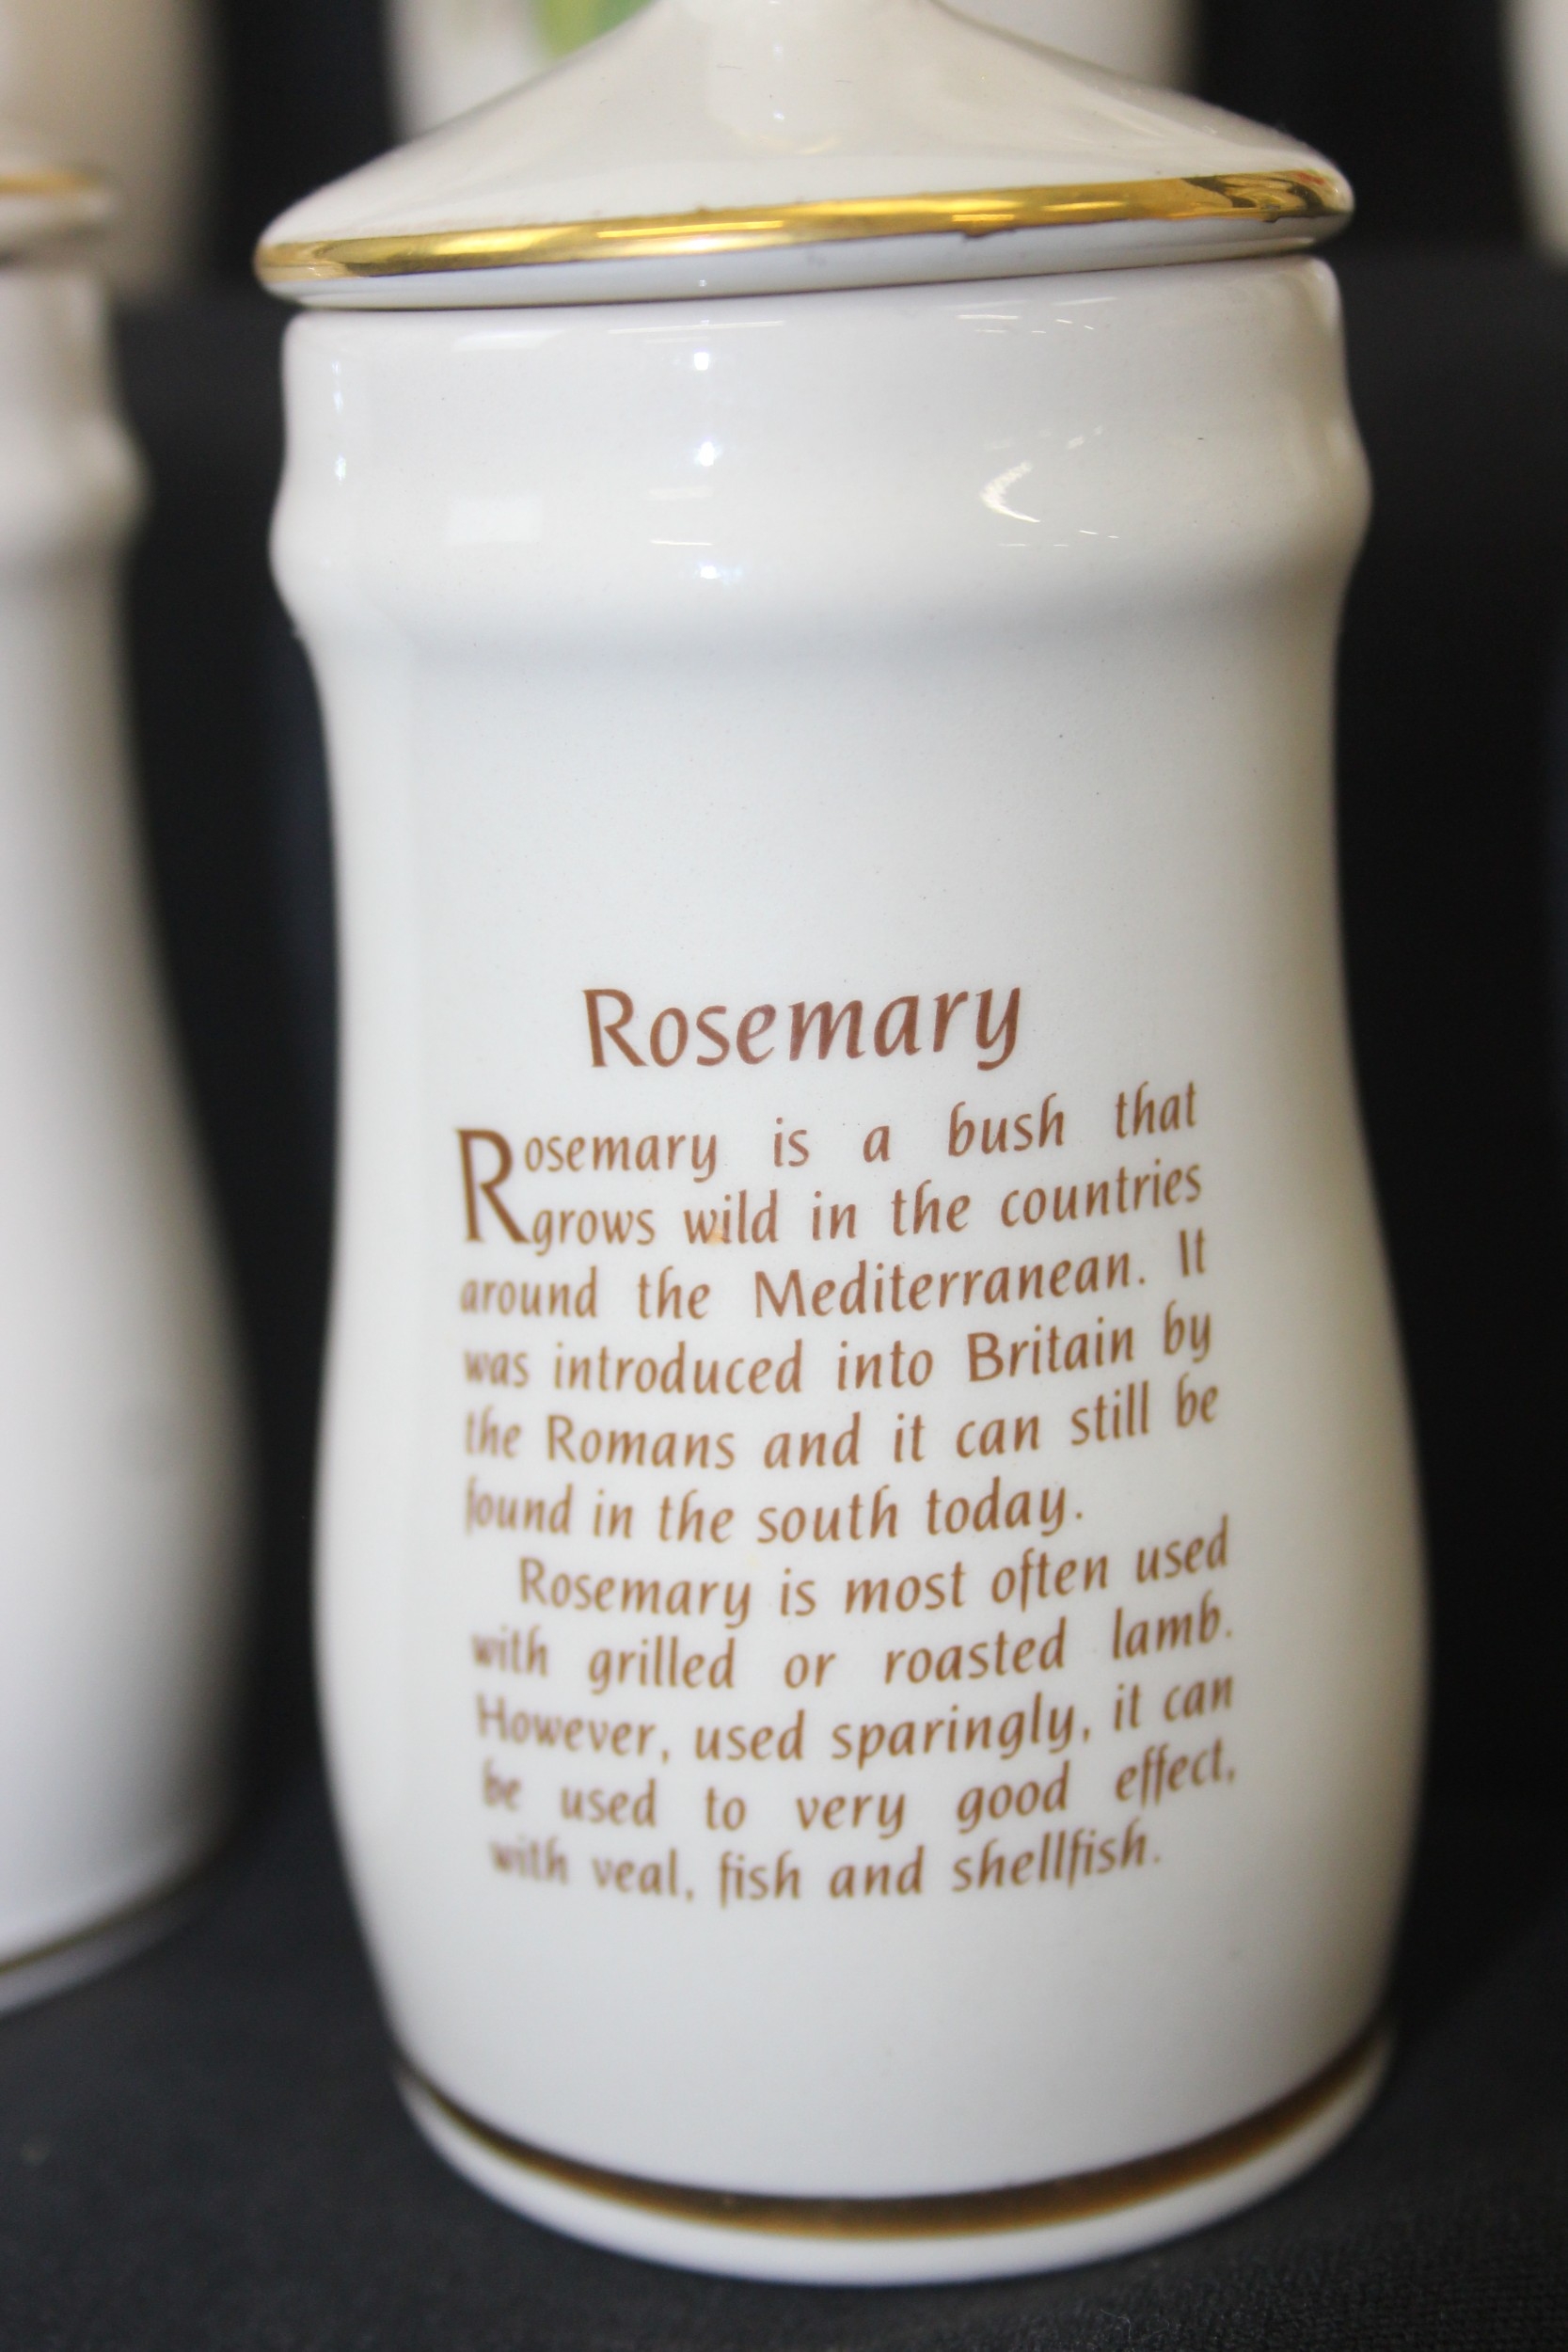 Rosemary
Rosemary is a bush that
grows wild in the countries
around the Mediterranean. It
was introduced into Britain by
the Romans and it can still be
found in the south today.
Rosemary is most often used
with grilled or roasted lamb.
However, used sparingly, it can
be used to very good effect,
with veal, fish and shellfish.